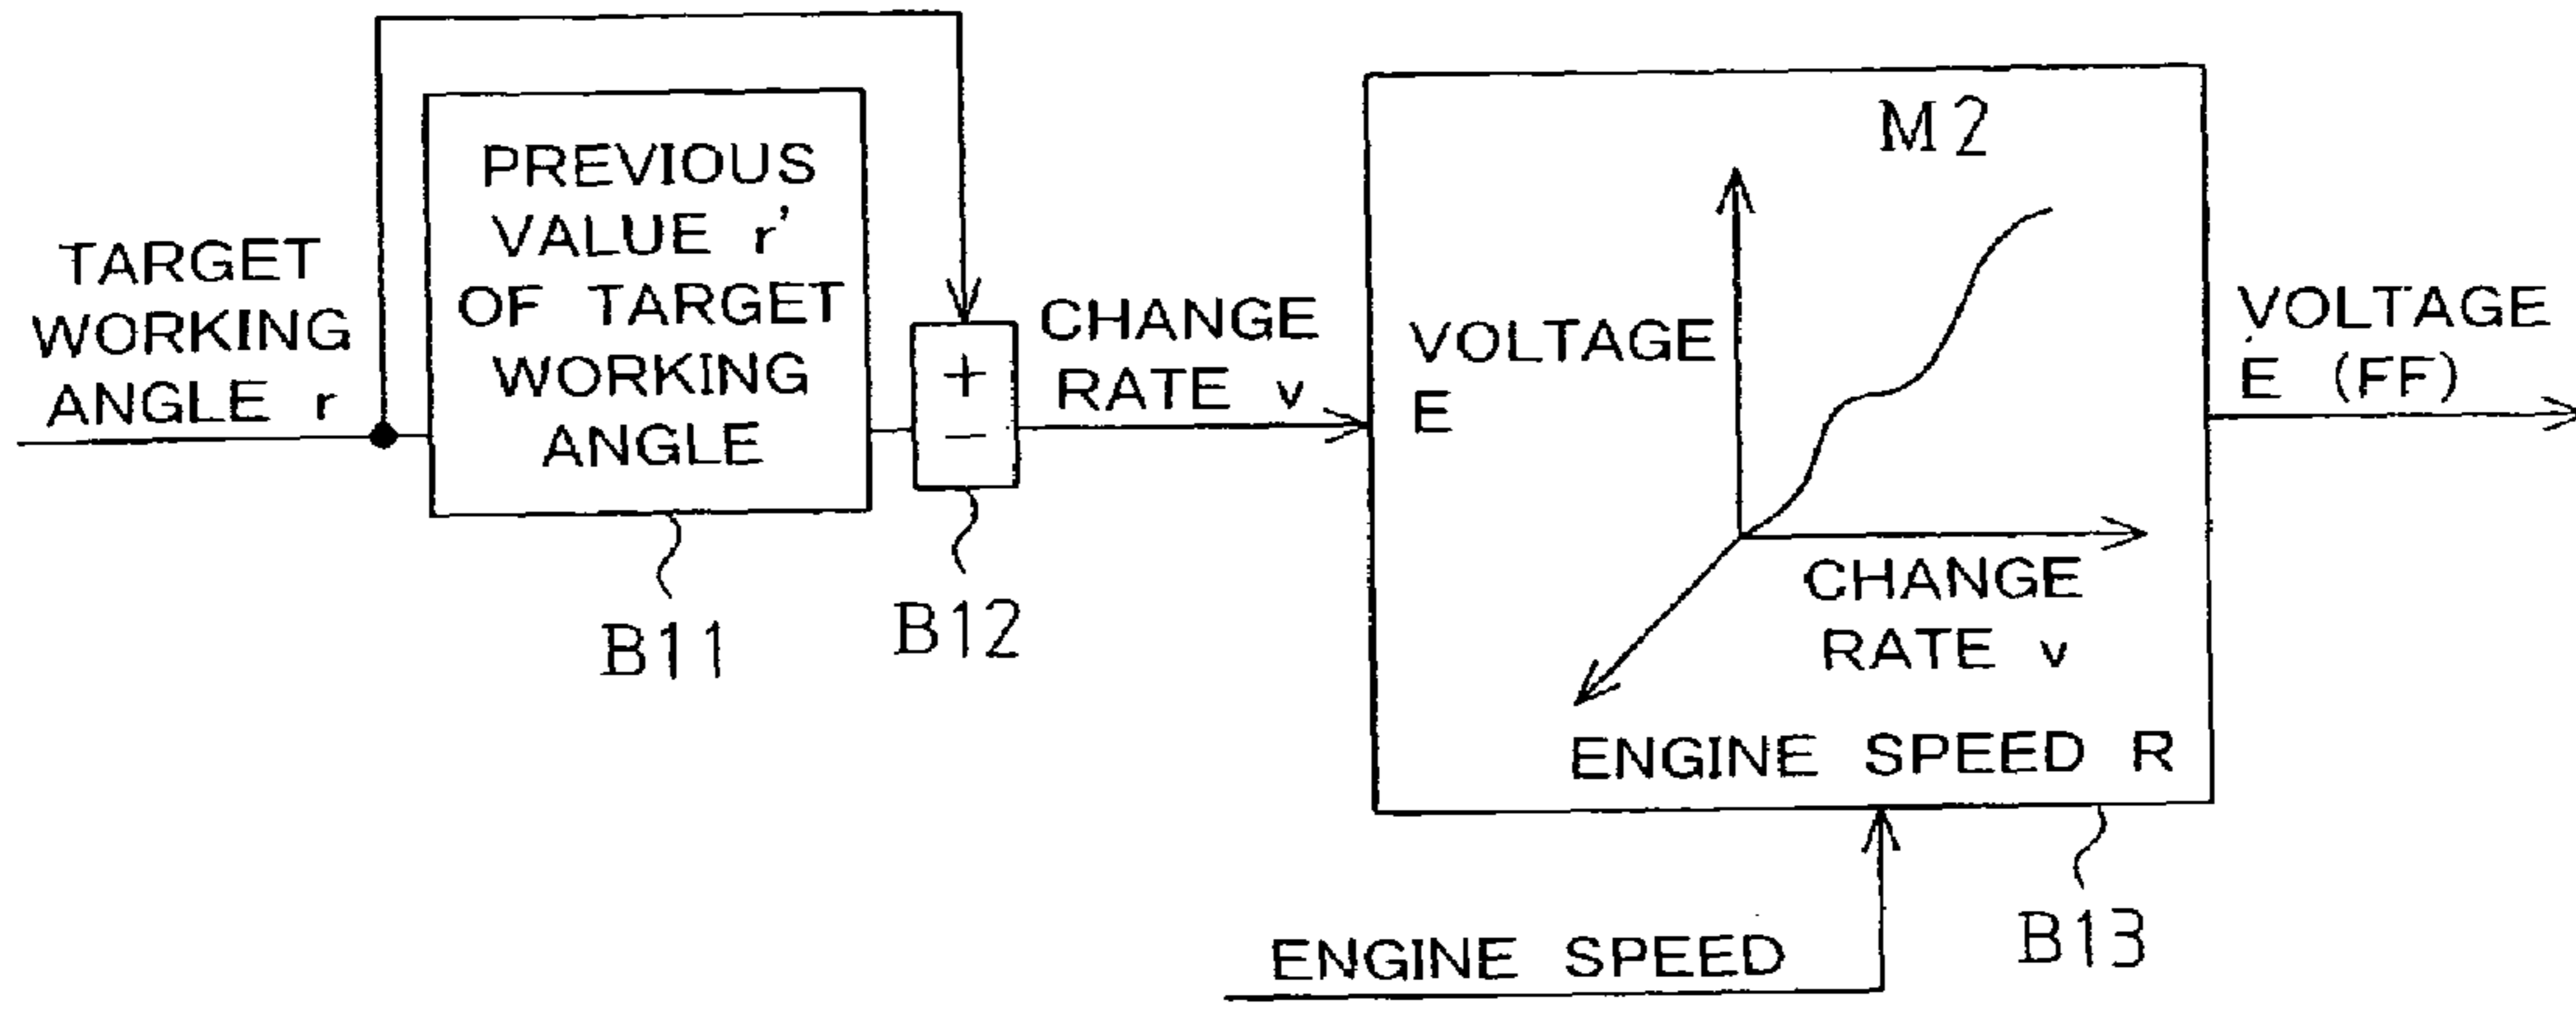 TARGET
WORKING
ANGLE r
PREVIOUS
VALUE r'
OF TARGET
WORKING
ANGLE
B11
+
−
B12
CHANGE
RATE v
M2
VOLTAGE
E
CHANGE
RATE v
ENGINE SPEED R
B13
ENGINE SPEED
VOLTAGE
E (FF)